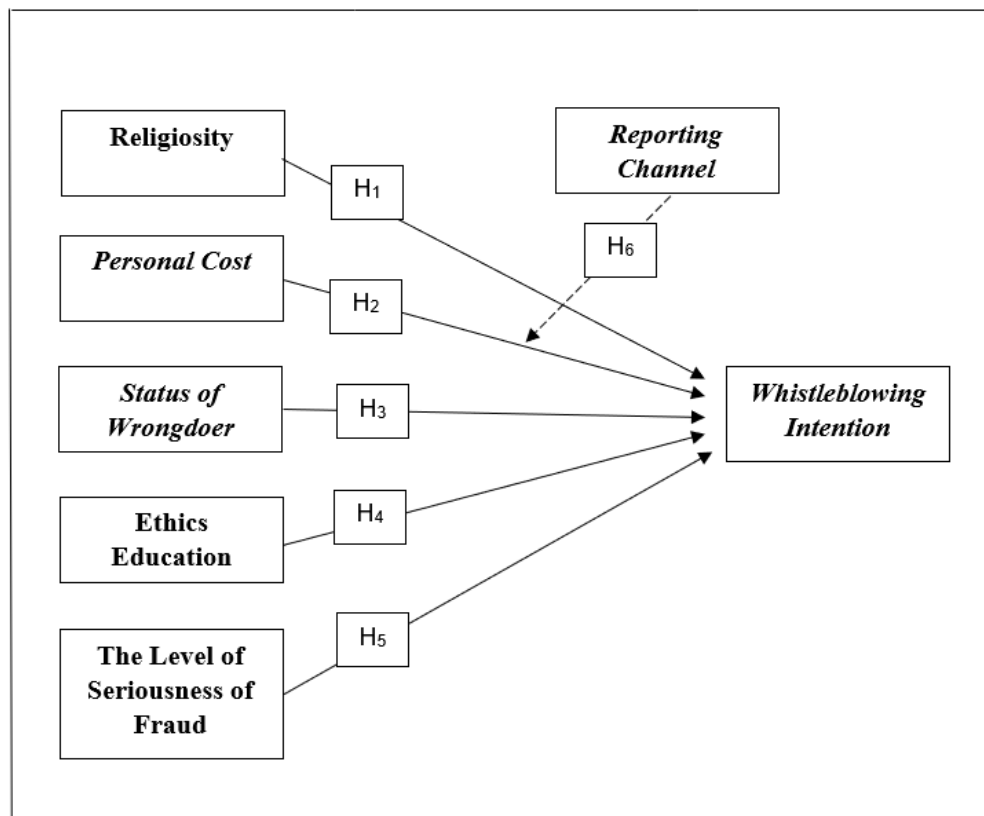 Religiosity
Reporting
Channel
H₁
H₆
Personal Cost
H₂
Status of
Wrongdoer
H₃
Whistleblowing
Intention
H₄
Ethics
Education
H₅
The Level of
Seriousness of
Fraud